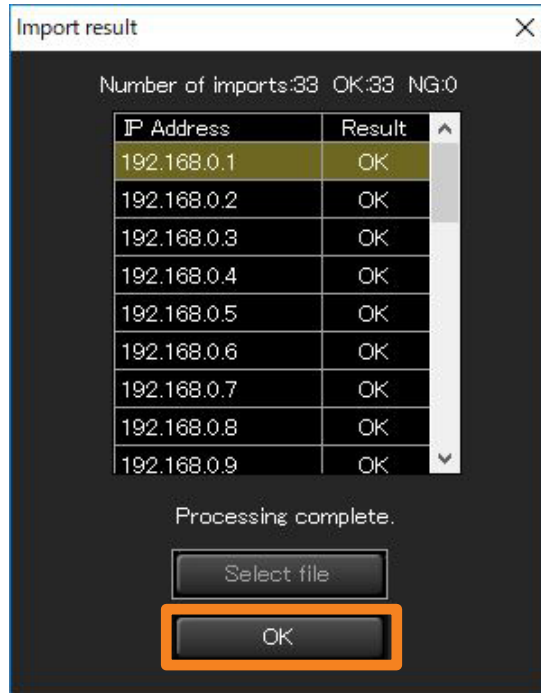 Import result
Number of imports:33 OK:33 NG:0
IP Address Result
192.168.0.1 OK
192.168.0.2 OK
192.168.0.3 OK
192.168.0.4 OK
192.168.0.5 OK
192.168.0.6 OK
192.168.0.7 OK
192.168.0.8 OK
192.168.0.9 OK
Processing complete.
Select file
OK